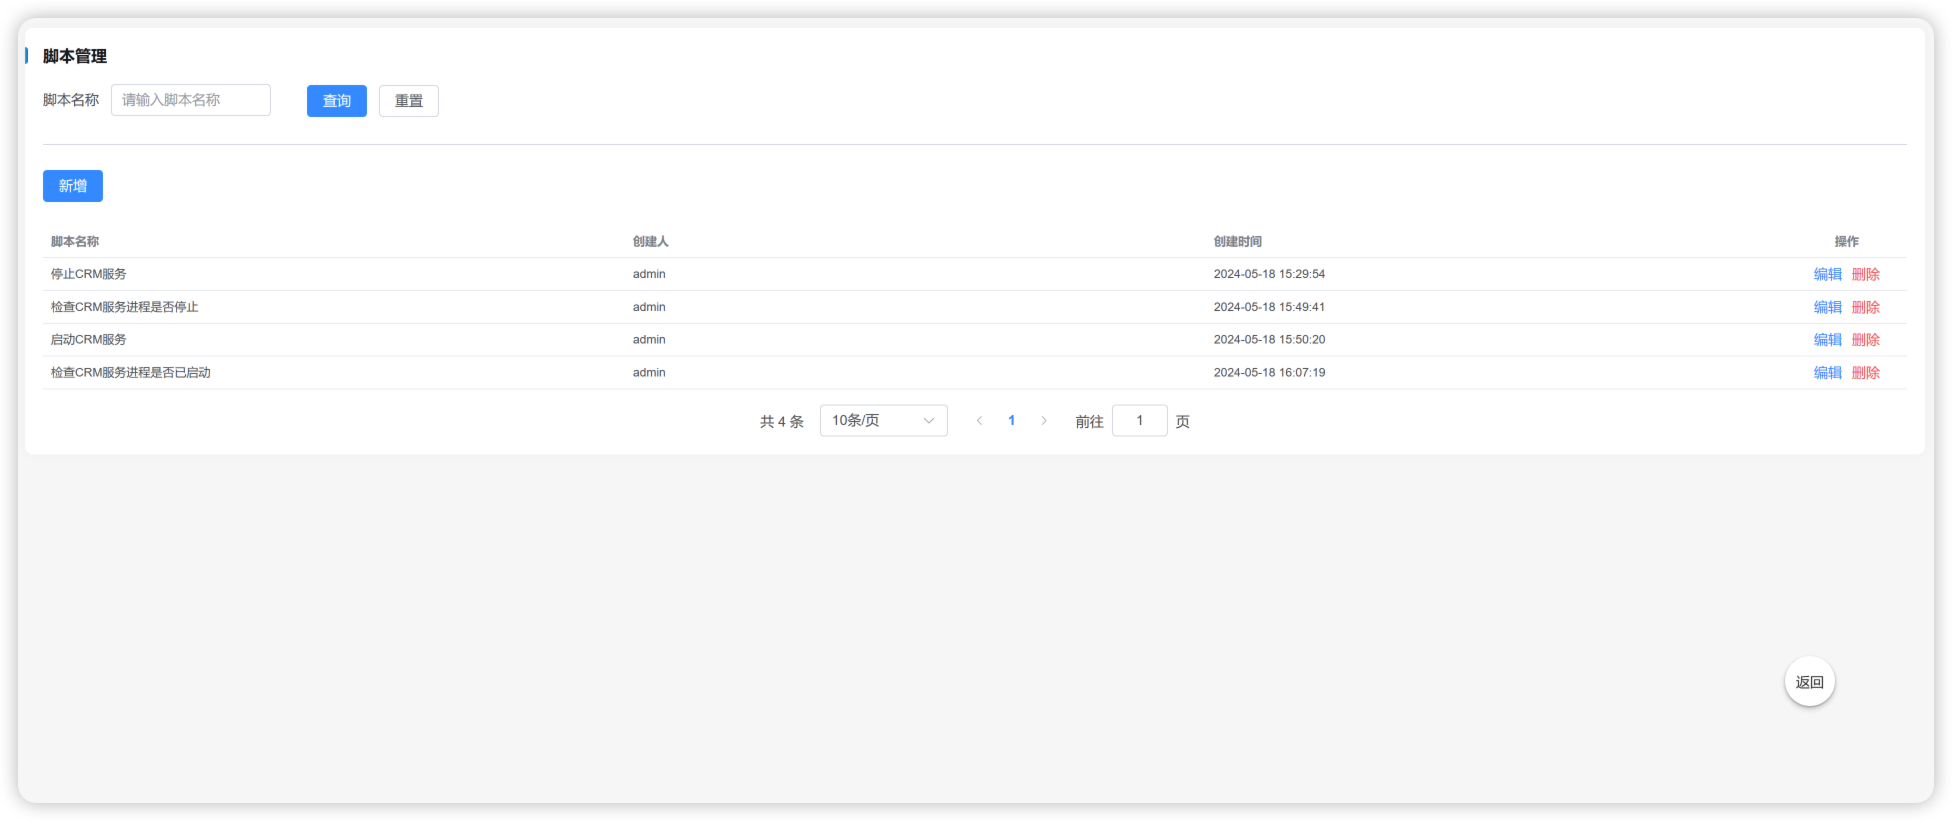 脚本管理
脚本名称 请输入脚本名称 查询 重置
新增
脚本名称 创建人 创建时间 操作
停止CRM服务 admin 2024-05-18 15:29:54 编辑 删除
检查CRM服务进程是否停止 admin 2024-05-18 15:49:41 编辑 删除
启动CRM服务 admin 2024-05-18 15:50:20 编辑 删除
检查CRM服务进程是否已启动 admin 2024-05-18 16:07:19 编辑 删除
共 4 条 10条/页 1 前往 1 页
返回